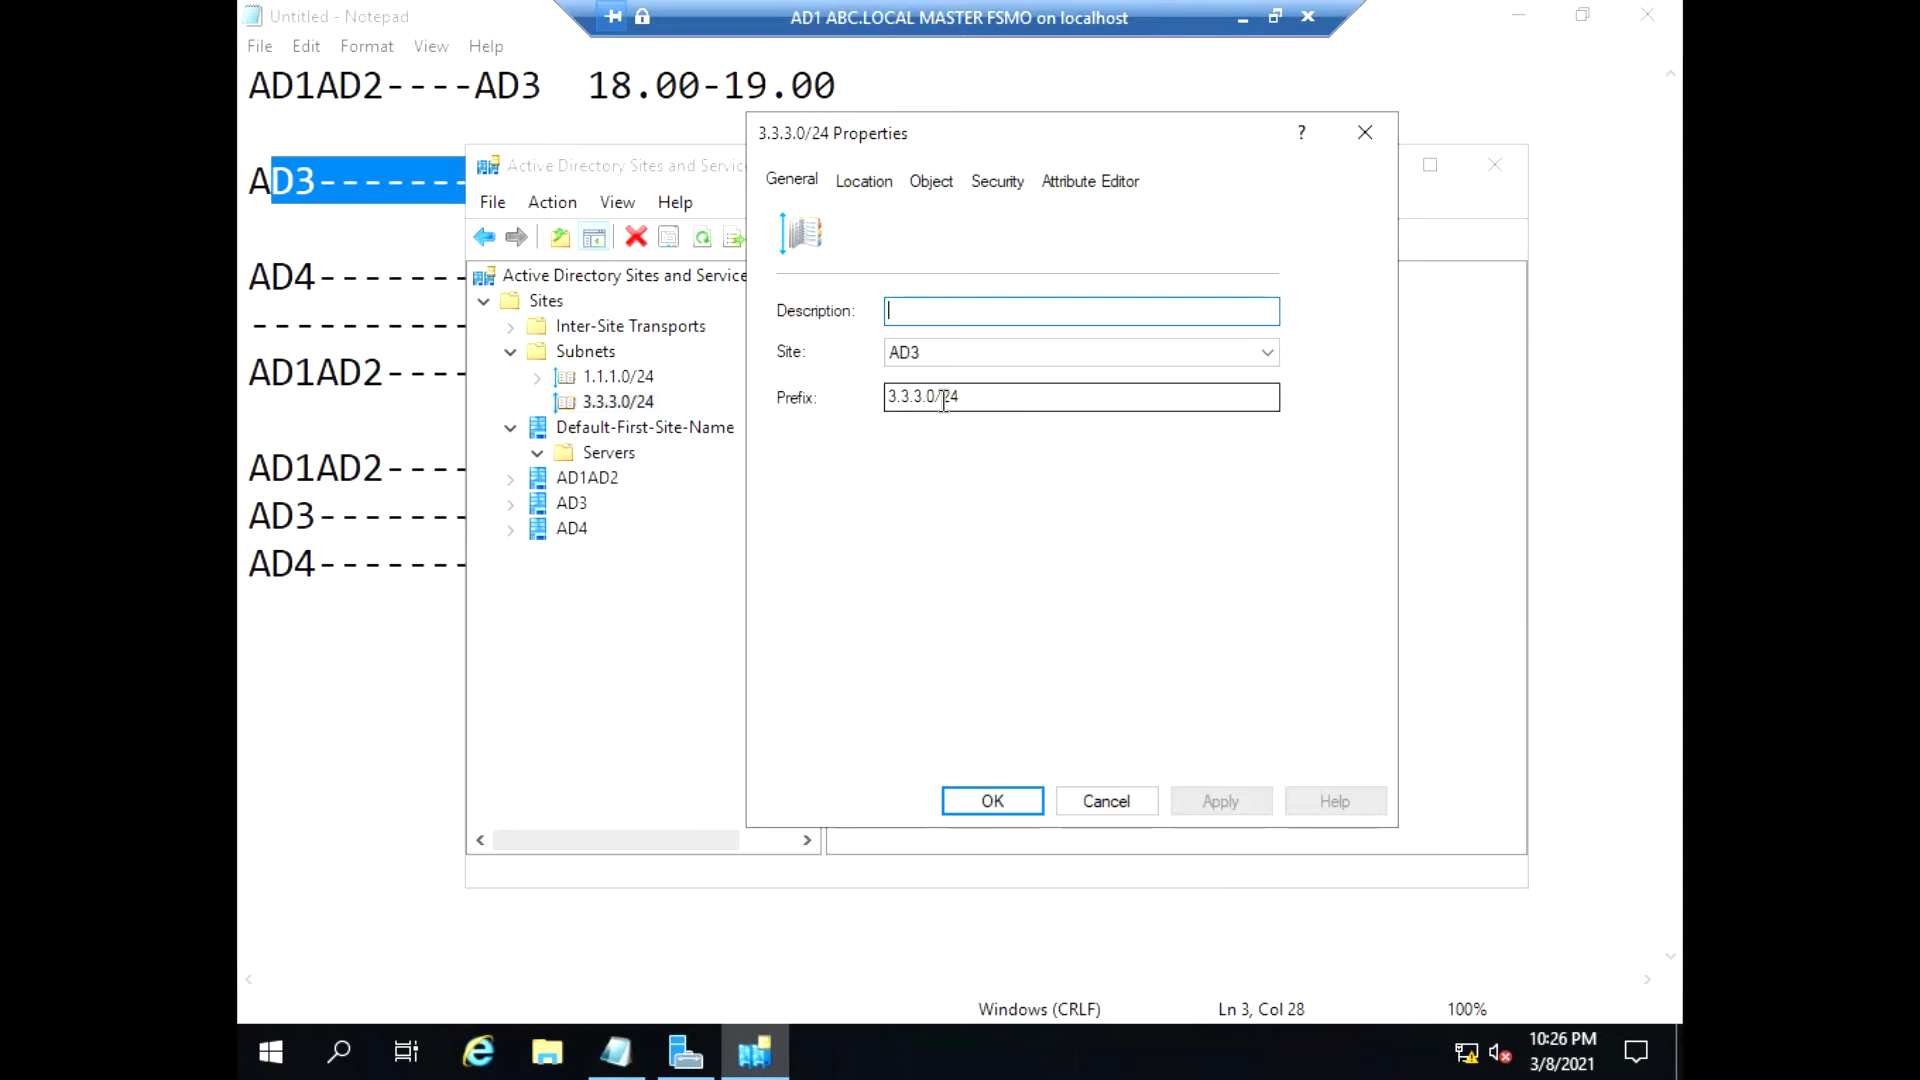 Untitled - Notepad
AD1 ABC.LOCAL MASTER FSMO on localhost
File Edit Format View Help
AD1AD2----AD3 18.00-19.00
AD3-------
AD4-------
----------
AD1AD2----
AD1AD2----
AD3-------
AD4-------
Active Directory Sites and Servic
File Action View Help
Active Directory Sites and Service
Sites
Inter-Site Transports
Subnets
1.1.1.0/24
3.3.3.0/24
Default-First-Site-Name
Servers
AD1AD2
AD3
AD4
3.3.3.0/24 Properties
?
General Location Object Security Attribute Editor
Description:
Site: AD3
Prefix: 3.3.3.0/24
OK Cancel Apply Help
Windows (CRLF) Ln 3, Col 28 100%
10:26 PM
3/8/2021